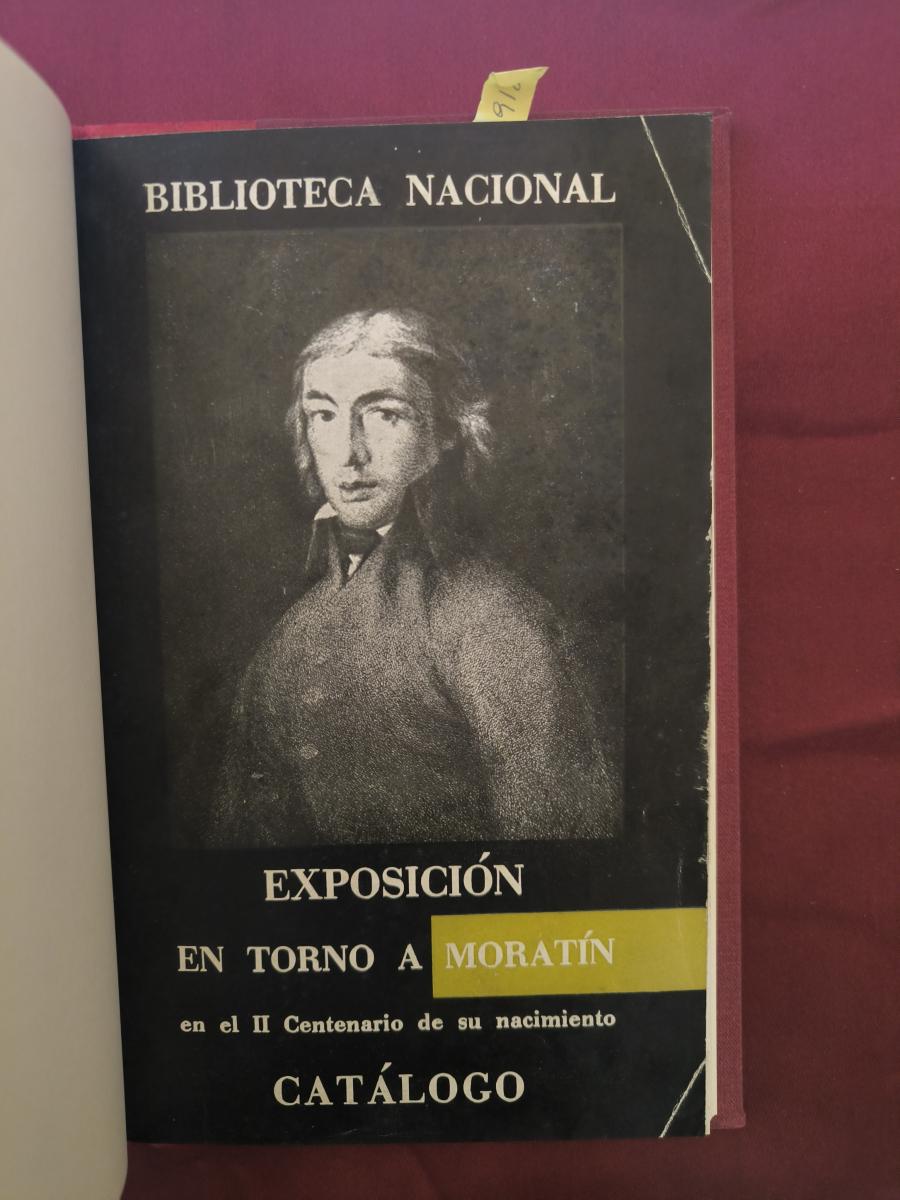 BIBLIOTECA NACIONAL
EXPOSICIÓN
EN TORNO A MORATÍN
en el II Centenario de su nacimiento
CATÁLOGO